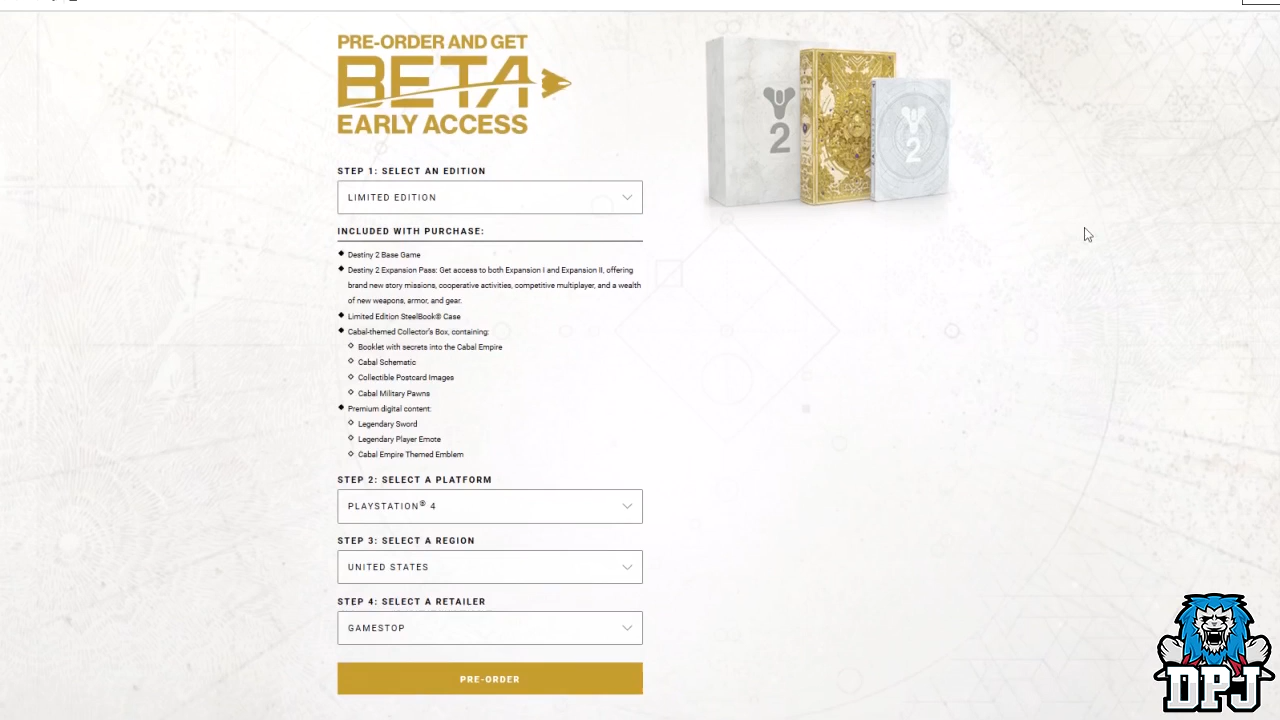 PRE-ORDER AND GET
BETA
EARLY ACCESS
2
2
STEP 1: SELECT AN EDITION
LIMITED EDITION
INCLUDED WITH PURCHASE:
Destiny 2 Base Game
Destiny 2 Expansion Pass: Get access to both Expansion I and Expansion II, offering
brand new story missions, cooperative activities, competitive multiplayer, and a wealth
of new weapons, armor, and gear.
Limited Edition SteelBook® Case
Cabal-themed Collector's Box, containing:
Booklet with secrets into the Cabal Empire
Cabal Schematic
Collectible Postcard Images
Cabal Military Pawns
Premium digital content:
Legendary Sword
Legendary Player Emote
Cabal Empire Themed Emblem
STEP 2: SELECT A PLATFORM
PLAYSTATION® 4
STEP 3: SELECT A REGION
UNITED STATES
STEP 4: SELECT A RETAILER
GAMESTOP
PRE-ORDER
DPJ